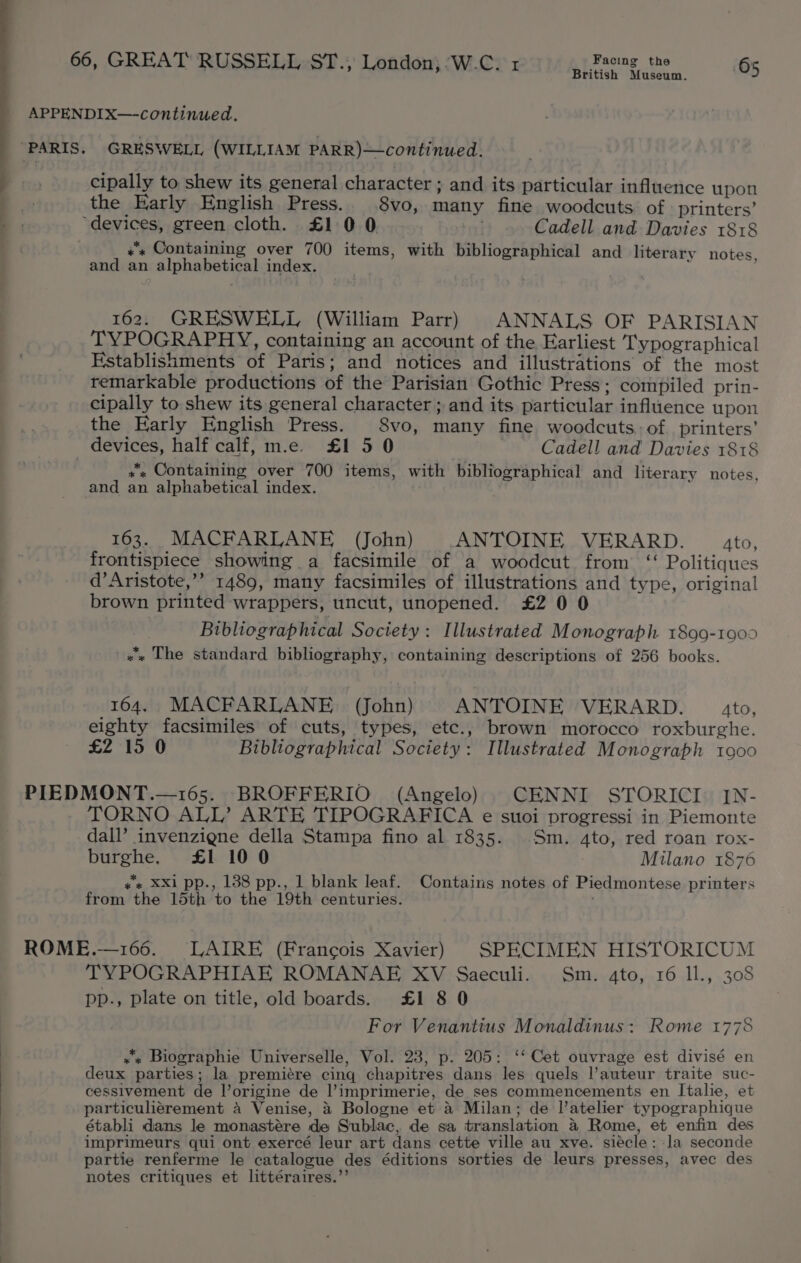 66, GREAT RUSSELL ST., London, W.C. 1 Facing the British Museum. 65
APPENDIX—continued.
PARIS. GRESWELL (WILLIAM PARR)—continued.
cipally to shew its general character; and its particular influence upon
the Early English Press. 8vo, many fine woodcuts of printers'
devices, green cloth. £1 0 0 Cadell and Davies 1818
⁂ Containing over 700 items, with bibliographical and literary notes,
and an alphabetical index.
162. GRESWELL (William Parr) ANNALS OF PARISIAN
TYPOGRAPHY, containing an account of the Earliest Typographical
Establishments of Paris; and notices and illustrations of the most
remarkable productions of the Parisian Gothic Press; compiled prin-
cipally to shew its general character; and its particular influence upon
the Early English Press. 8vo, many fine woodcuts of printers'
devices, half calf, m.e. £1 5 0 Cadell and Davies 1818
⁂ Containing over 700 items, with bibliographical and literary notes,
and an alphabetical index.
163. MACFARLANE (John) ANTOINE VERARD. 4to,
frontispiece showing a facsimile of a woodcut from “Politiques
d'Aristote,” 1489, many facsimiles of illustrations and type, original
brown printed wrappers, uncut, unopened. £2 0 0
Bibliographical Society: Illustrated Monograph 1899-1900
⁂ The standard bibliography, containing descriptions of 256 books.
164. MACFARLANE (John) ANTOINE VERARD. 4to,
eighty facsimiles of cuts, types, etc., brown morocco roxburghe.
£2 15 0 Bibliographical Society: Illustrated Monograph 1900
PIEDMONT.—165. BROFFERIO (Angelo) CENNI STORICI IN-
TORNO ALL' ARTE TIPOGRAFICA e suoi progressi in Piemonte
dall' invenzigne della Stampa fino al 1835. Sm. 4to, red roan rox-
burghe. £1 10 0 Milano 1876
⁂ xxi pp., 138 pp., 1 blank leaf. Contains notes of Piedmontese printers
from the 15th to the 19th centuries.
ROME.—166. LAIRE (François Xavier) SPECIMEN HISTORICUM
TYPOGRAPHIAE ROMANAE XV Saeculi. Sm. 4to, 16 ll., 308
pp., plate on title, old boards. £1 8 0
For Venantius Monaldinus: Rome 1778
⁂ Biographie Universelle, Vol. 23, p. 205: “Cet ouvrage est divisé en
deux parties; la première cinq chapitres dans les quels l'auteur traite suc-
cessivement de l'origine de l'imprimerie, de ses commencements en Italie, et
particulièrement à Venise, à Bologne et à Milan; de l'atelier typographique
établi dans le monastère de Sublac, de sa translation à Rome, et enfin des
imprimeurs qui ont exercé leur art dans cette ville au xve. siècle: la seconde
partie renferme le catalogue des éditions sorties de leurs presses, avec des
notes critiques et littéraires.”